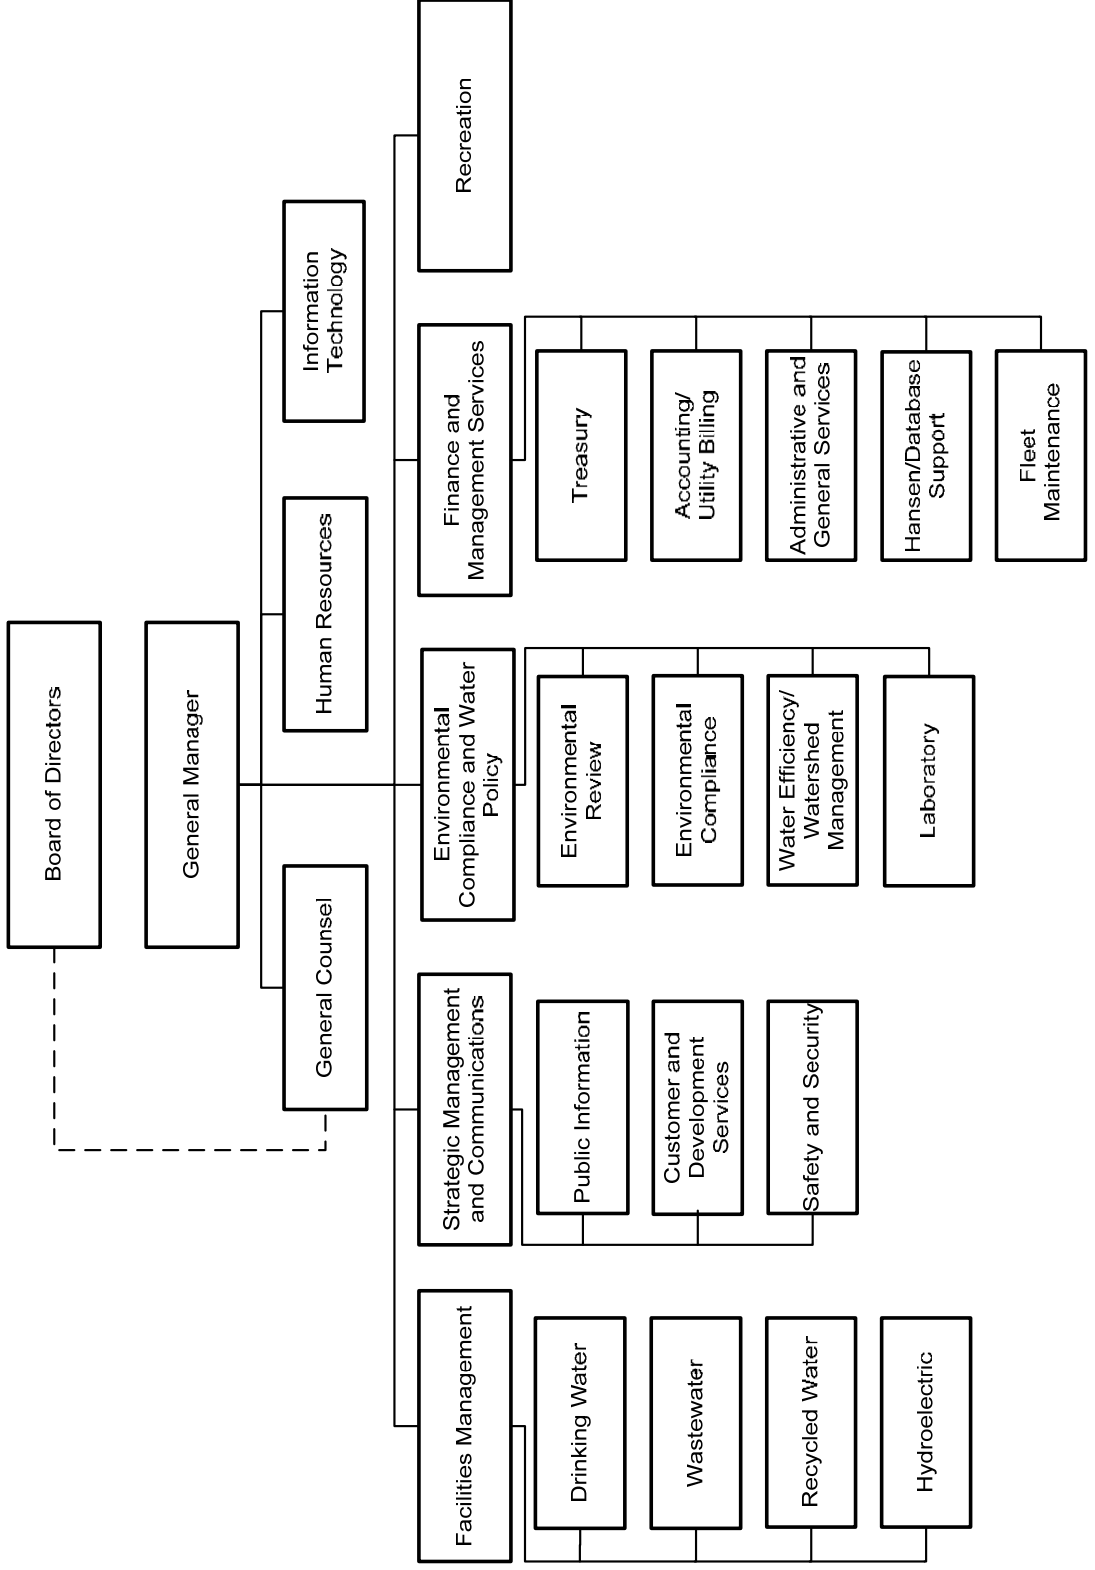 Board of Directors
General Manager
General Counsel
Human Resources
Information
Technology
Facilities Management
Strategic Management
and Communications
Environmental
Compliance and Water
Policy
Finance and
Management Services
Recreation
Drinking Water
Wastewater
Recycled Water
Hydroelectric
Public Information
Customer and
Development
Services
Safety and Security
Environmental
Review
Environmental
Compliance
Water Efficiency/
Watershed
Management
Laboratory
Treasury
Accounting/
Utility Billing
Administrative and
General Services
Hansen/Database
Support
Fleet
Maintenance